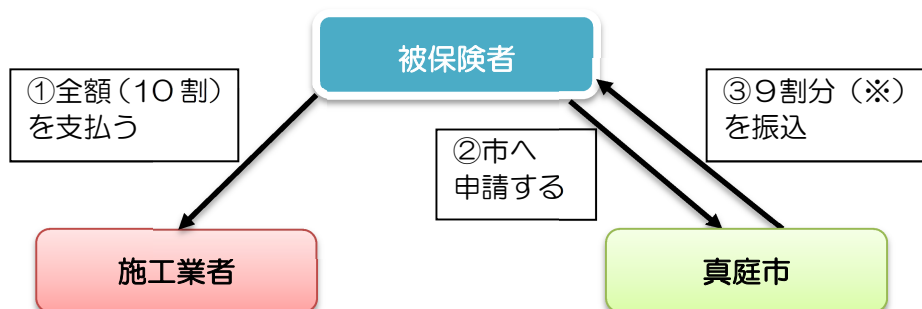 被保険者
①全額(10割)
を支払う
②市へ
申請する
③9割分(※)
を振込
施工業者
真庭市